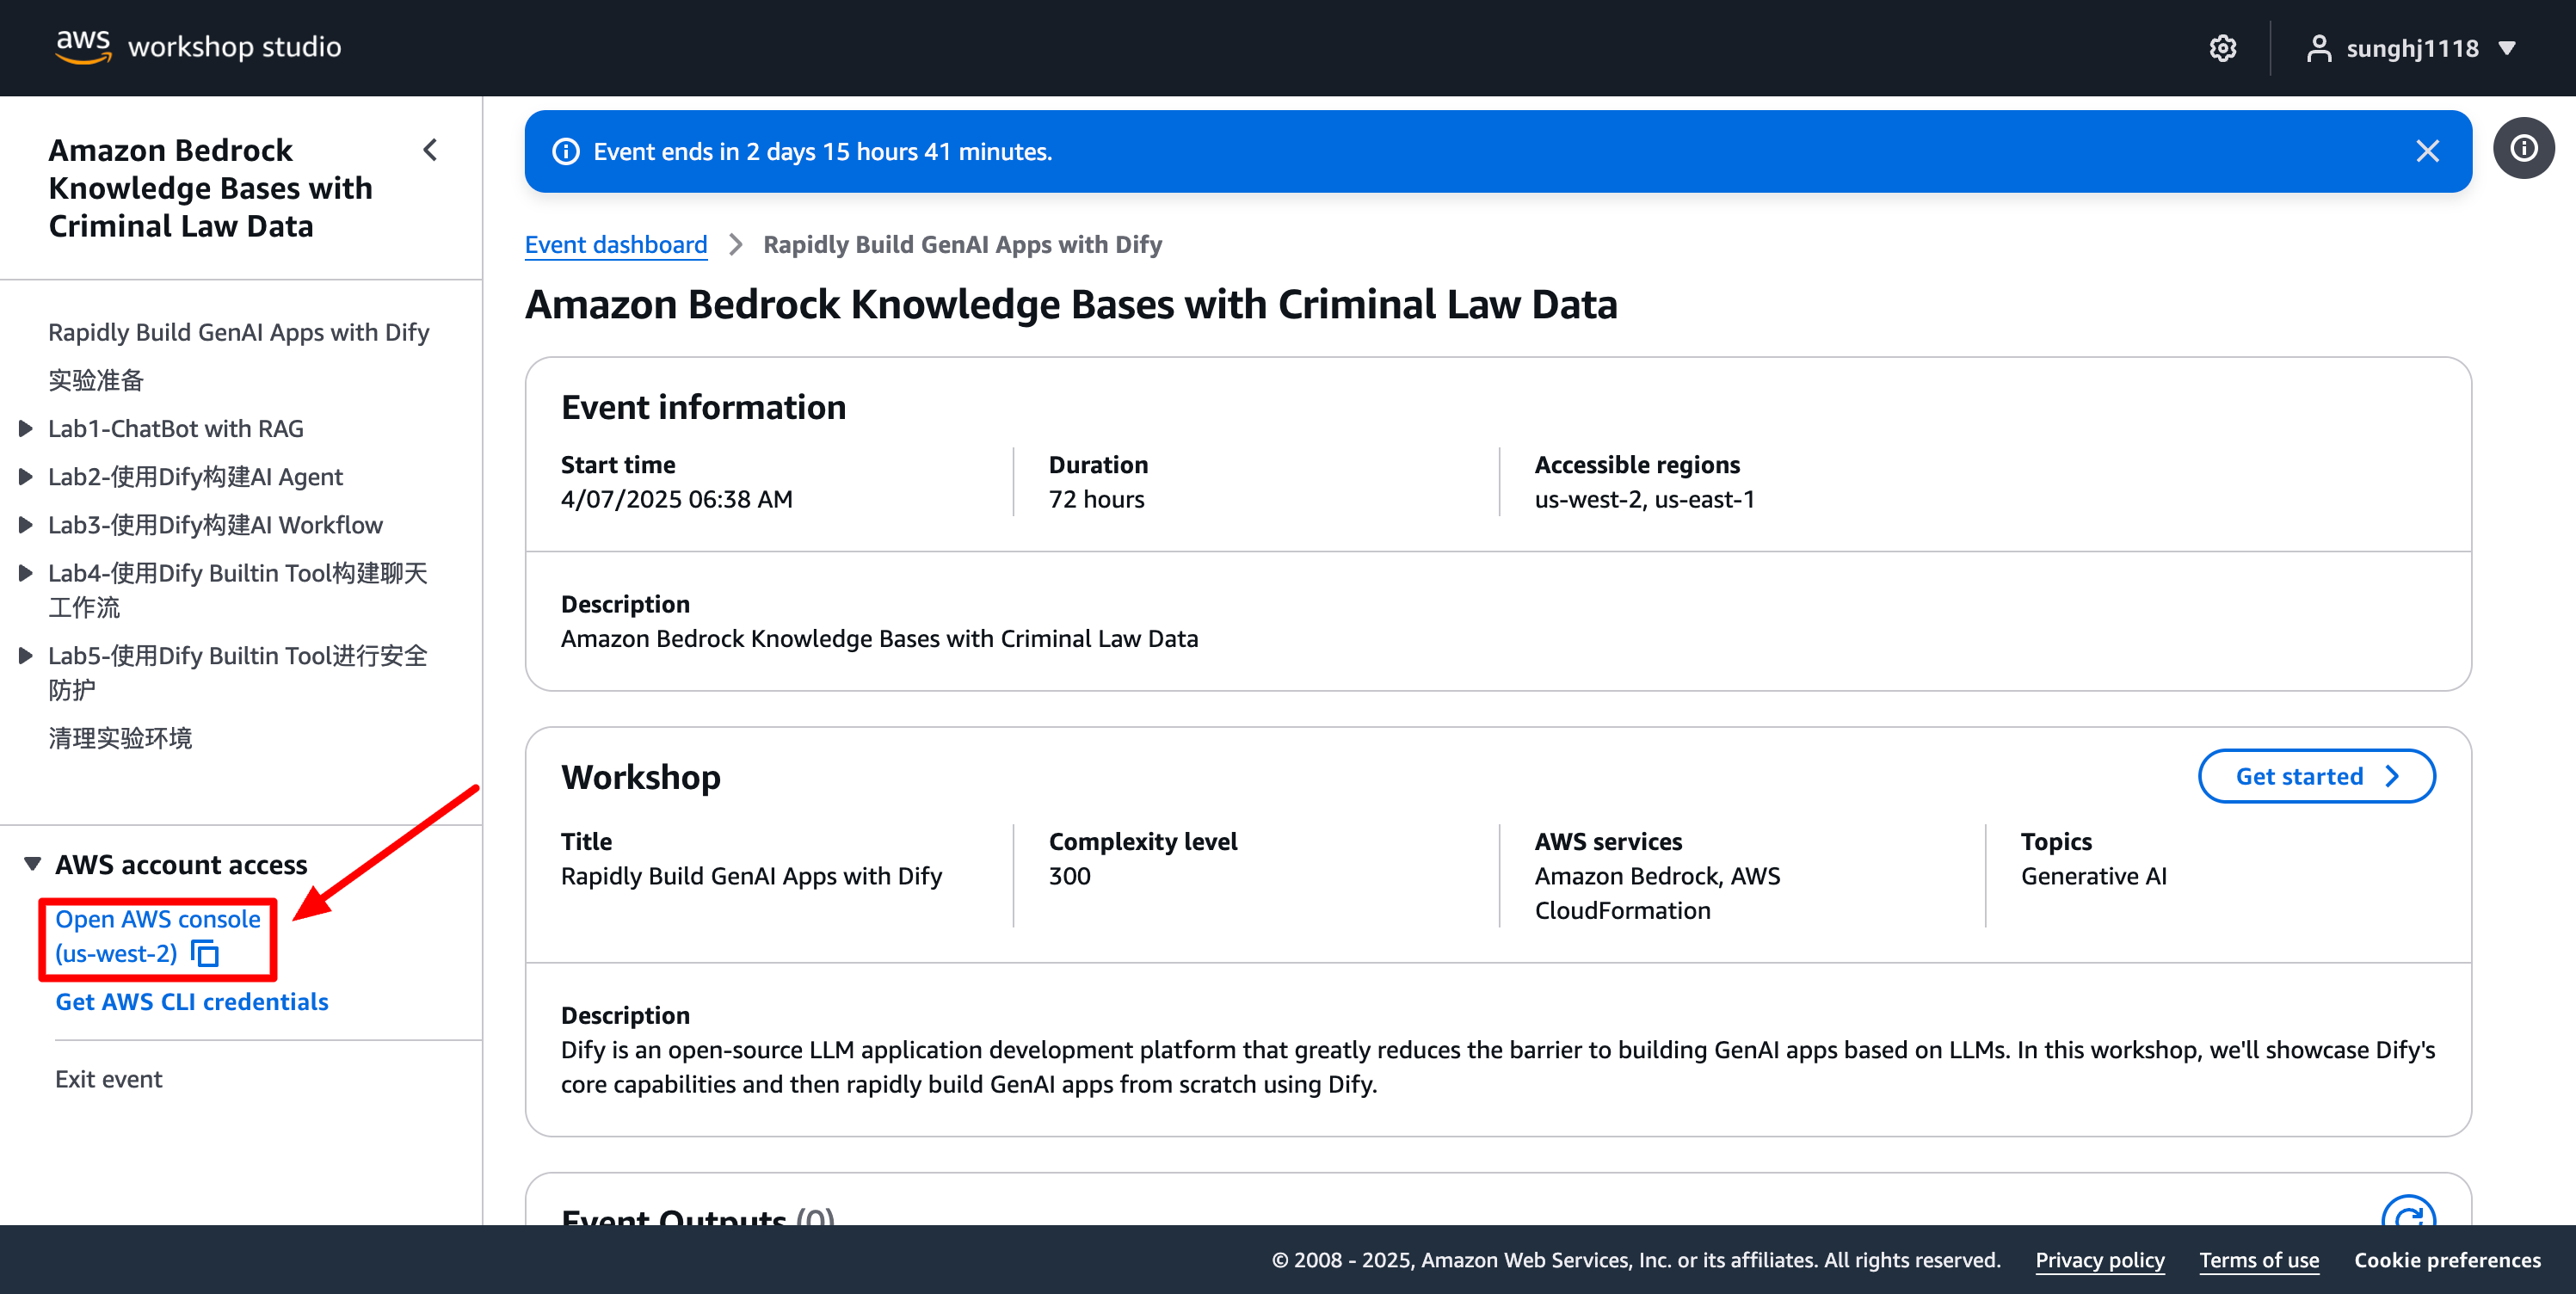 aws workshop studio
sunghj1118
Amazon Bedrock
Knowledge Bases with
Criminal Law Data
Rapidly Build GenAI Apps with Dify
实验准备
Lab1-ChatBot with RAG
Lab2-使用Dify构建AI Agent
Lab3-使用Dify构建AI Workflow
Lab4-使用Dify Builtin Tool构建聊天
工作流
Lab5-使用Dify Builtin Tool进行安全
防护
清理实验环境
AWS account access
Open AWS console
(us-west-2)
Get AWS CLI credentials
Exit event
Event ends in 2 days 15 hours 41 minutes.
Event dashboard
Rapidly Build GenAI Apps with Dify
Amazon Bedrock Knowledge Bases with Criminal Law Data
Event information
Start time
4/07/2025 06:38 AM
Duration
72 hours
Accessible regions
us-west-2, us-east-1
Description
Amazon Bedrock Knowledge Bases with Criminal Law Data
Workshop
Get started
Title
Rapidly Build GenAI Apps with Dify
Complexity level
300
AWS services
Amazon Bedrock, AWS
CloudFormation
Topics
Generative AI
Description
Dify is an open-source LLM application development platform that greatly reduces the barrier to building GenAI apps based on LLMs. In this workshop, we'll showcase Dify's
core capabilities and then rapidly build GenAI apps from scratch using Dify.
Event Outputs (0)
© 2008 - 2025, Amazon Web Services, Inc. or its affiliates. All rights reserved.
Privacy policy
Terms of use
Cookie preferences